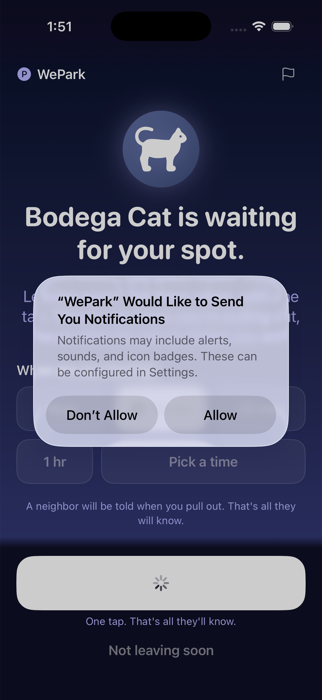 1:51
P WePark
Bodega Cat is waiting
for your spot.
“WePark” Would Like to Send
You Notifications
Notifications may include alerts,
sounds, and icon badges. These can
be configured in Settings.
Don’t Allow
Allow
1 hr
Pick a time
A neighbor will be told when you pull out. That's all they
will know.
One tap. That's all they'll know.
Not leaving soon